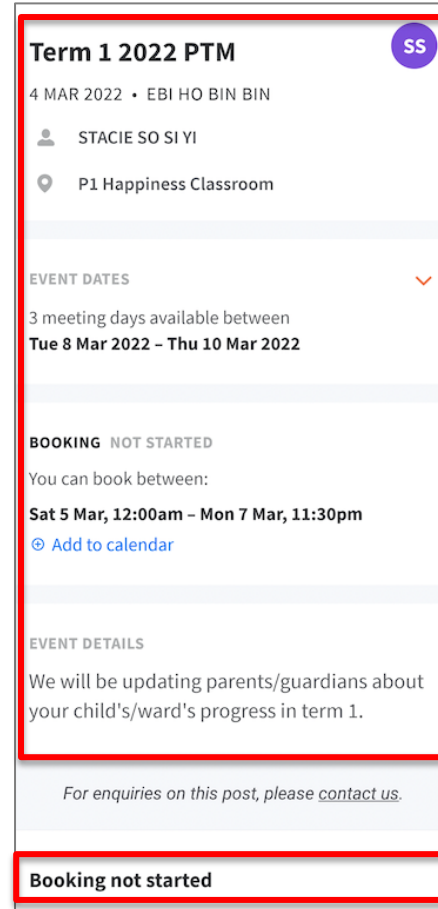 Term 1 2022 PTM
SS
4 MAR 2022 • EBI HO BIN BIN
STACIE SO SI YI
P1 Happiness Classroom
EVENT DATES
3 meeting days available between
Tue 8 Mar 2022 – Thu 10 Mar 2022
BOOKING NOT STARTED
You can book between:
Sat 5 Mar, 12:00am – Mon 7 Mar, 11:30pm
Add to calendar
EVENT DETAILS
We will be updating parents/guardians about
your child's/ward's progress in term 1.
For enquiries on this post, please contact us.
Booking not started